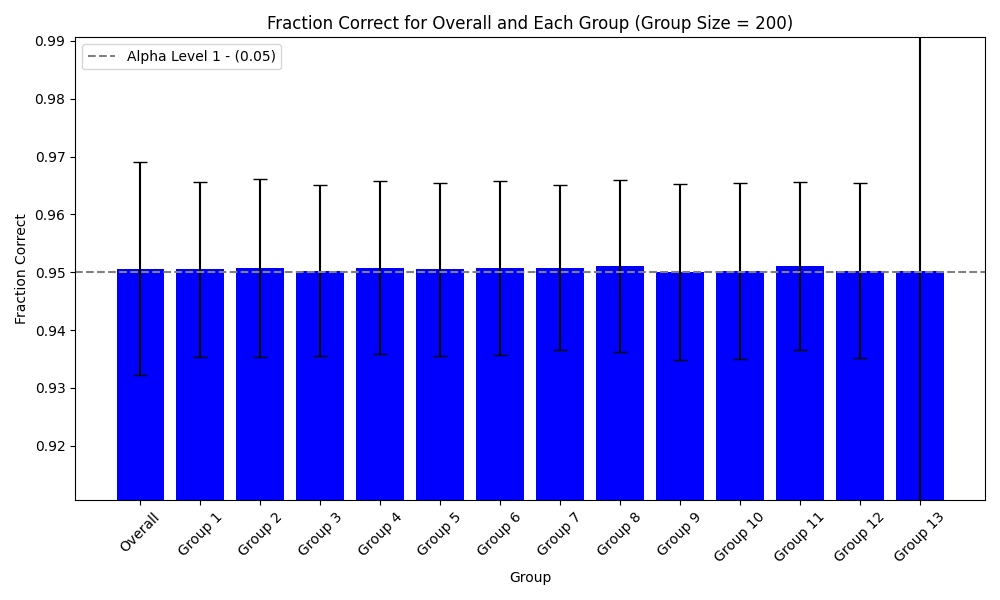 Fraction Correct for Overall and Each Group (Group Size = 200)
Alpha Level 1 - (0.05)
0.99
0.98
0.97
0.96
0.95
0.94
0.93
0.92
Fraction Correct
Overall
Group 1
Group 2
Group 3
Group 4
Group 5
Group 6
Group 7
Group 8
Group 9
Group 10
Group 11
Group 12
Group 13
Group